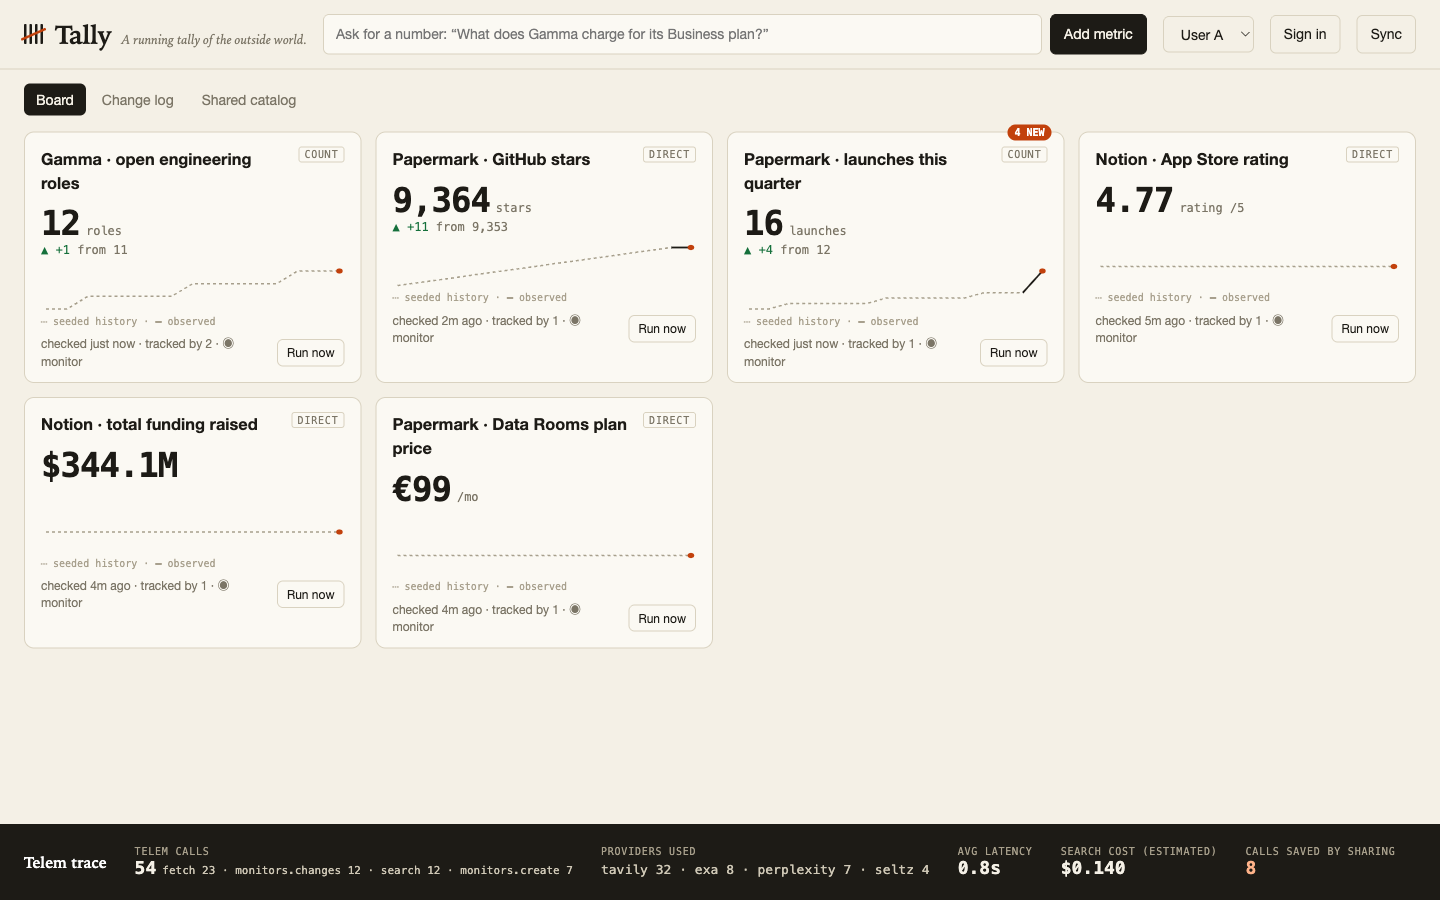 Tally A running tally of the outside world.
Ask for a number: “What does Gamma charge for its Business plan?”
Add metric
User A
Sign in
Sync
Board
Change log
Shared catalog
Gamma · open engineering
roles
COUNT
12 roles
▲ +1 from 11
┄ seeded history · — observed
checked just now · tracked by 2 · ◉
monitor
Run now
Papermark · GitHub stars
DIRECT
9,364 stars
▲ +11 from 9,353
┄ seeded history · — observed
checked 2m ago · tracked by 1 · ◉
monitor
Run now
4 NEW
Papermark · launches this
quarter
COUNT
16 launches
▲ +4 from 12
┄ seeded history · — observed
checked just now · tracked by 1 · ◉
monitor
Run now
Notion · App Store rating
DIRECT
4.77 rating /5
┄ seeded history · — observed
checked 5m ago · tracked by 1 · ◉
monitor
Run now
Notion · total funding raised
DIRECT
$344.1M
┄ seeded history · — observed
checked 4m ago · tracked by 1 · ◉
monitor
Run now
Papermark · Data Rooms plan
price
DIRECT
€99 /mo
┄ seeded history · — observed
checked 4m ago · tracked by 1 · ◉
monitor
Run now
Telem trace
TELEM CALLS
54 fetch 23 · monitors.changes 12 · search 12 · monitors.create 7
PROVIDERS USED
tavily 32 · exa 8 · perplexity 7 · seltz 4
AVG LATENCY
0.8s
SEARCH COST (ESTIMATED)
$0.140
CALLS SAVED BY SHARING
8